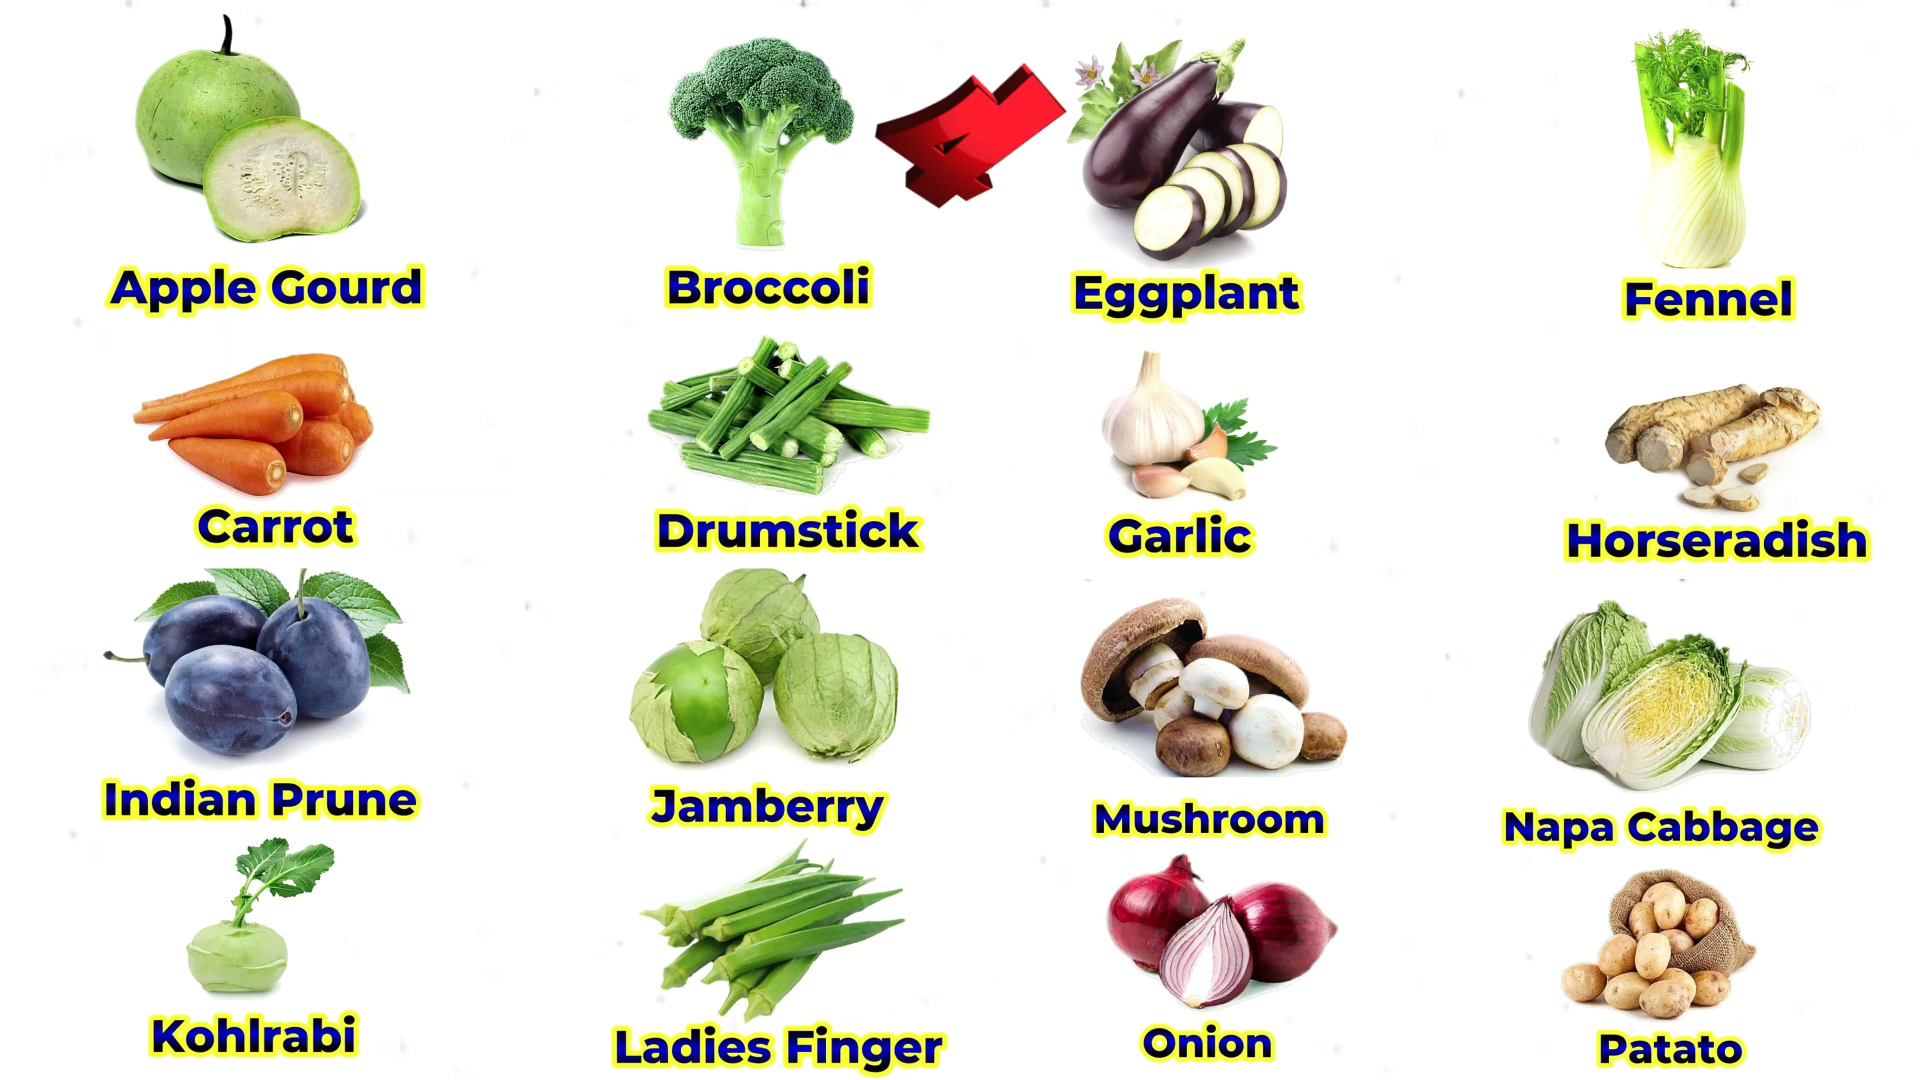 4
Apple Gourd
Broccoli
Eggplant
Fennel
Carrot
Drumstick
Garlic
Horseradish
Indian Prune
Jamberry
Mushroom
Napa Cabbage
Kohlrabi
Ladies Finger
Onion
Patato